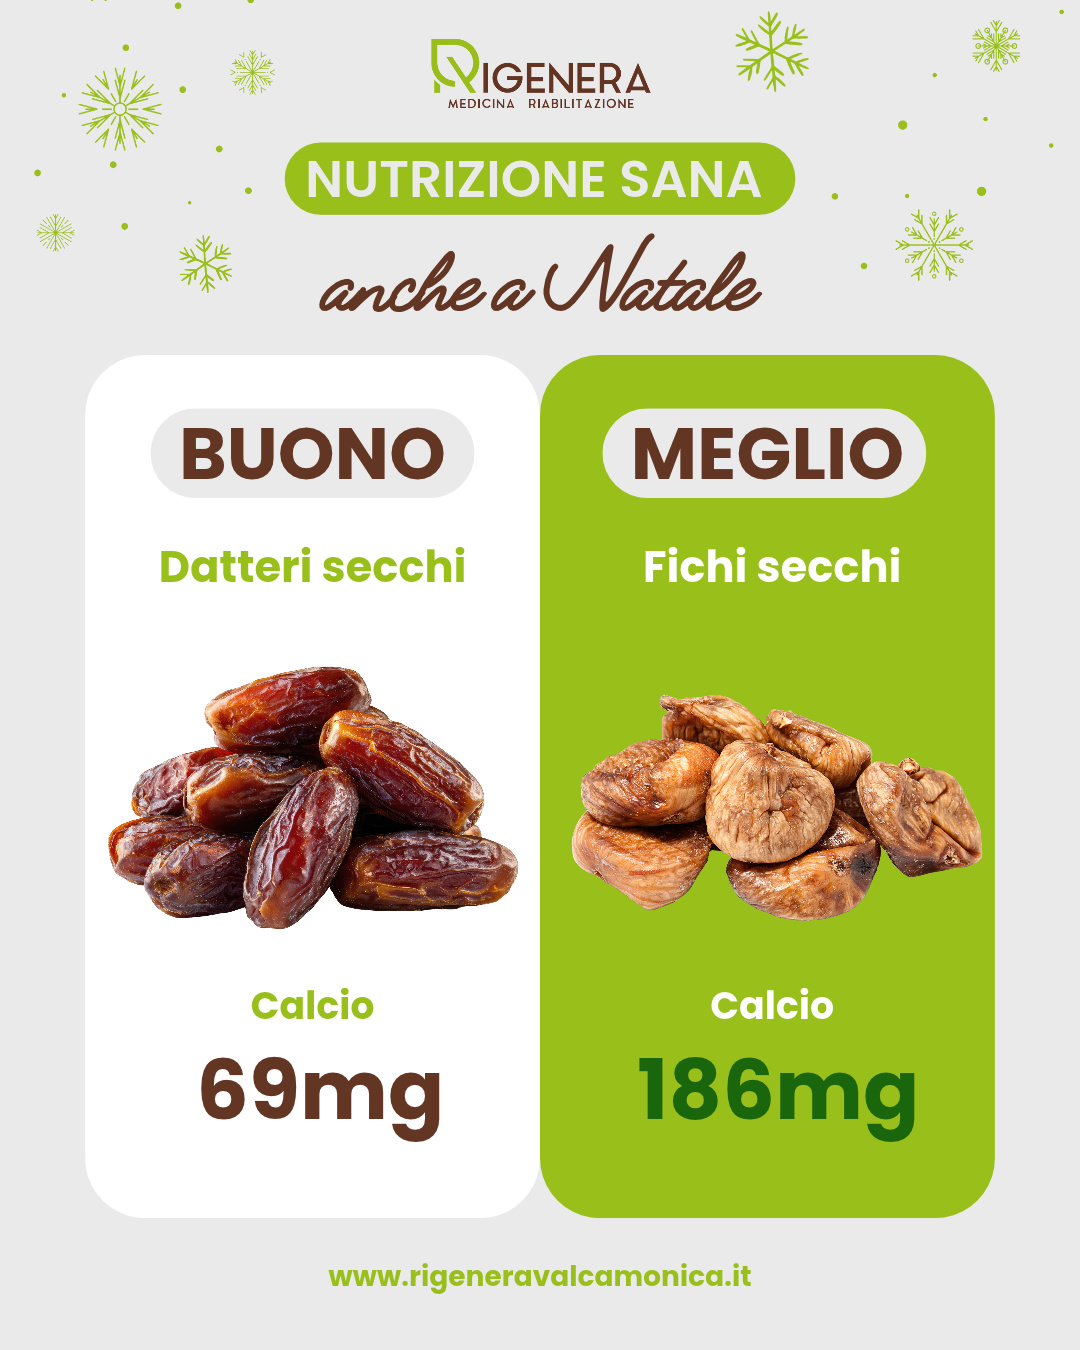 RIGENERA
MEDICINA RIABILITAZIONE
NUTRIZIONE SANA
anche a Natale
BUONO
Datteri secchi
Calcio
69mg
MEGLIO
Fichi secchi
Calcio
186mg
www.rigeneravalcamonica.it